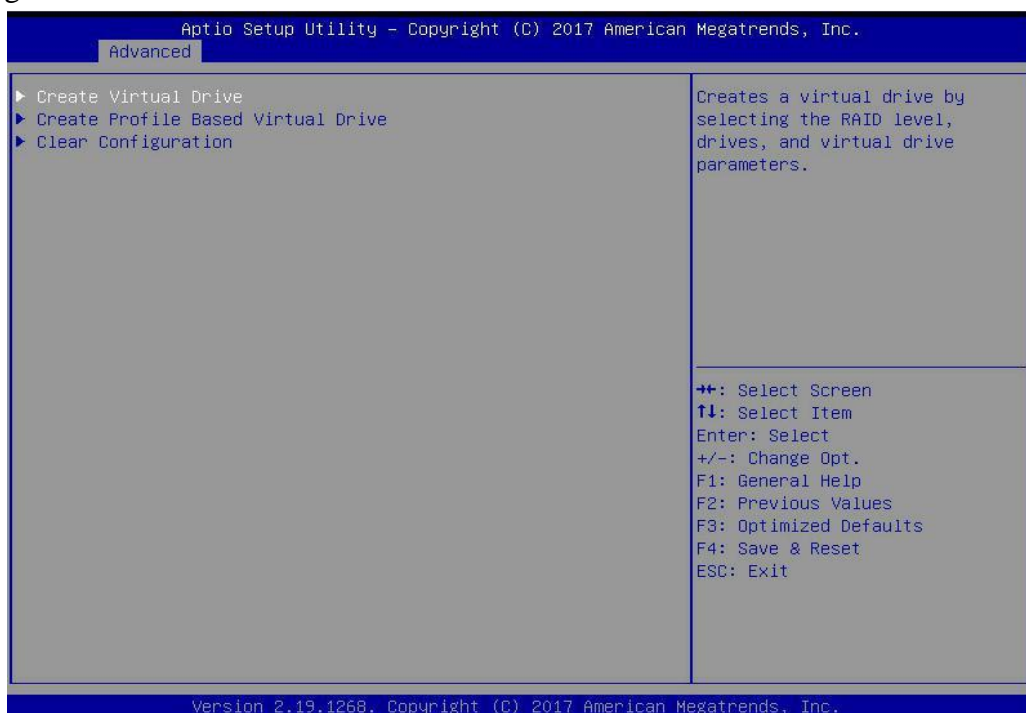 g
Aptio Setup Utility – Copyright (C) 2017 American Megatrends, Inc.
Advanced
▶ Create Virtual Drive
▶ Create Profile Based Virtual Drive
▶ Clear Configuration
Creates a virtual drive by
selecting the RAID level,
drives, and virtual drive
parameters.
→←: Select Screen
↑↓: Select Item
Enter: Select
+/-: Change Opt.
F1: General Help
F2: Previous Values
F3: Optimized Defaults
F4: Save & Reset
ESC: Exit
Version 2.19.1268. Copyright (C) 2017 American Megatrends, Inc.